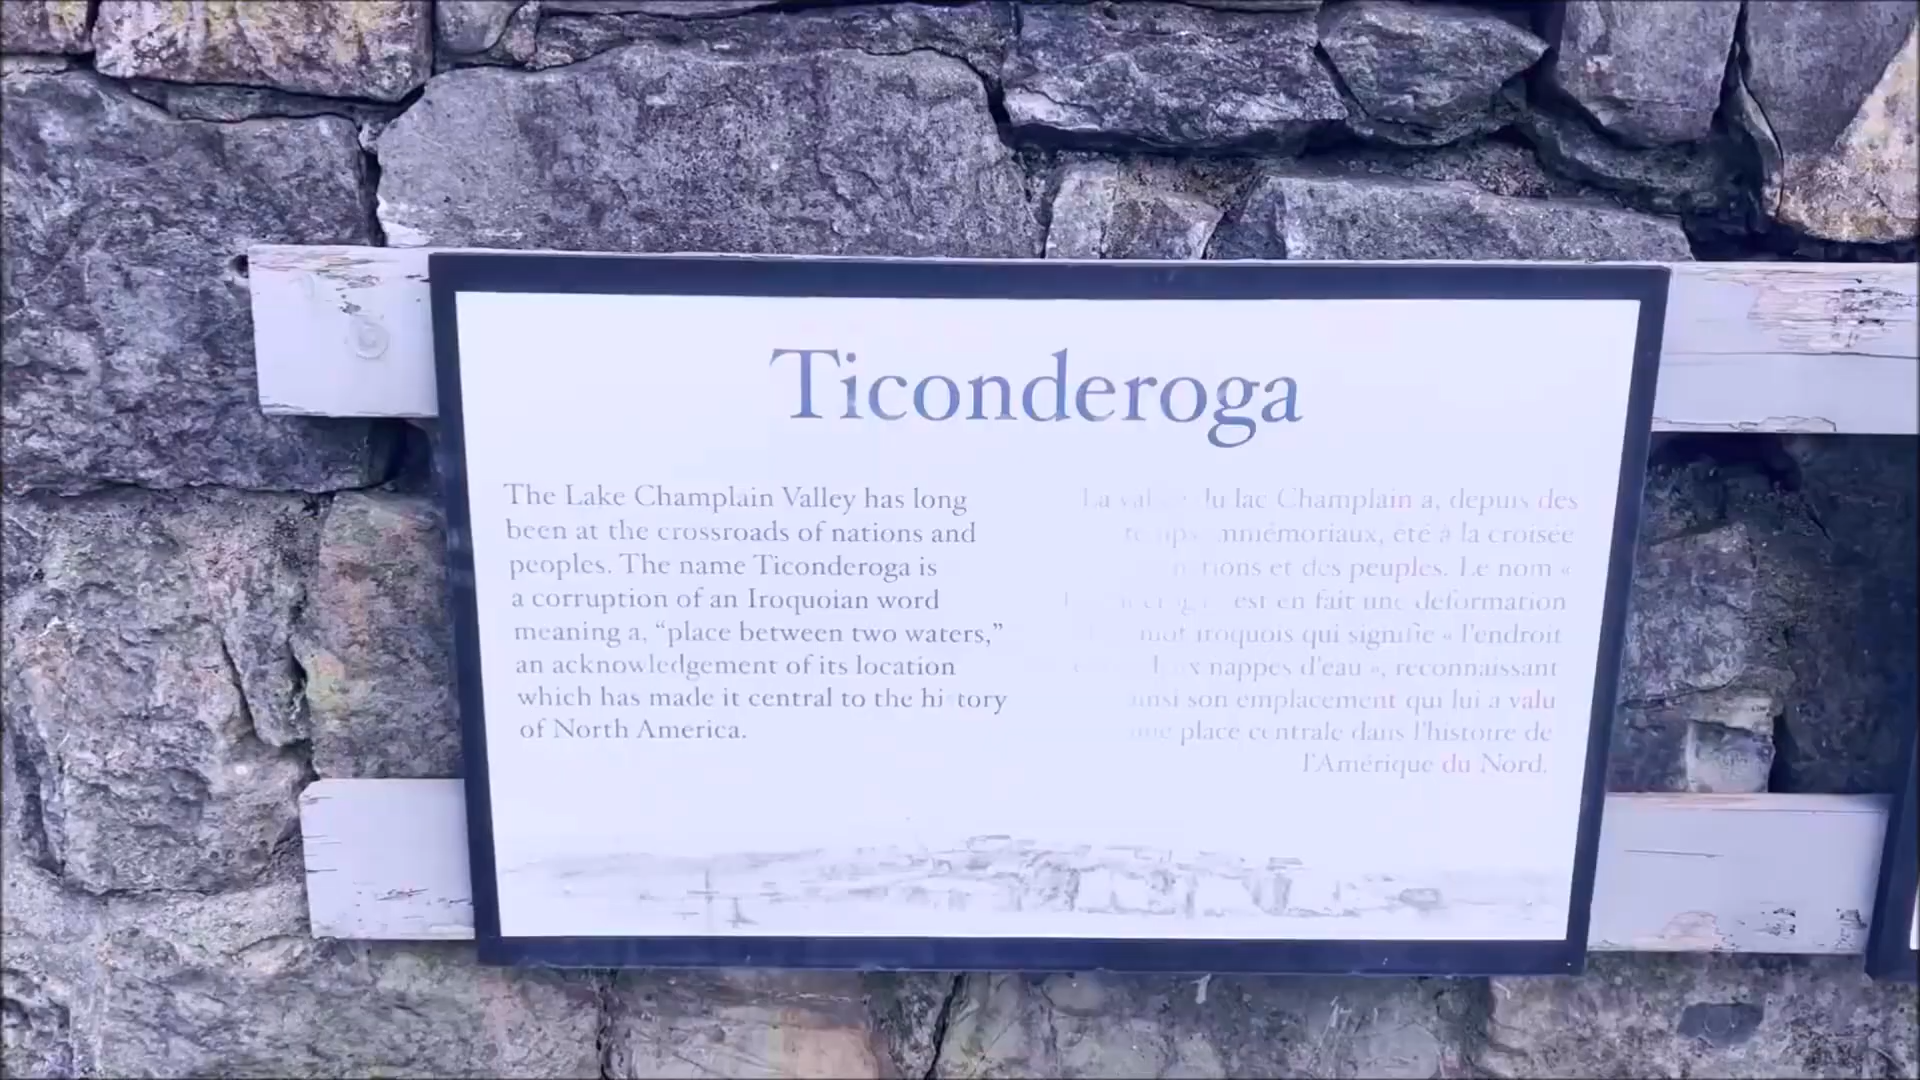 Ticonderoga
The Lake Champlain Valley has long
been at the crossroads of nations and
peoples. The name Ticonderoga is
a corruption of an Iroquoian word
meaning a, “place between two waters,”
an acknowledgement of its location
which has made it central to the hi tory
of North America.
La du lac Champlain a, depuis des
été à la croisée
et des peuples. Le nom «
est en fait une déformation
mot iroquois qui signifie « l'endroit
nappes d'eau », reconnaissant
ainsi son emplacement qui lui a valu
une place centrale dans l'histoire de
l'Amérique du Nord.